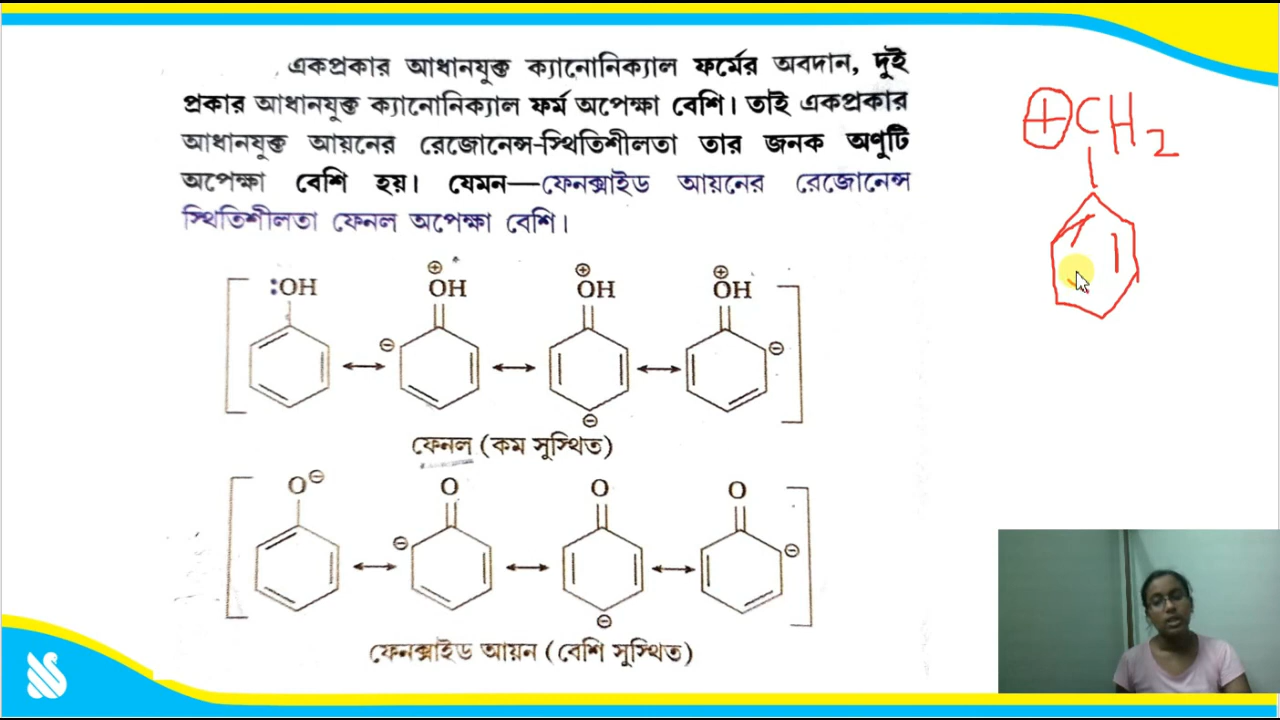 একপ্রকার আধানযুক্ত ক্যানোনিক্যাল ফর্মের অবদান, দুই
প্রকার আধানযুক্ত ক্যানোনিক্যাল ফর্ম অপেক্ষা বেশি। তাই একপ্রকার
আধানযুক্ত আয়নের রেজোনেন্স-স্থিতিশীলতা তার জনক অণুটি
অপেক্ষা বেশি হয়। যেমন—ফেনক্সাইড আয়নের রেজোনেন্স
স্থিতিশীলতা ফেনল অপেক্ষা বেশি।
⊕CH2
⊕ ⊕ ⊕
:OH OH OH OH
⊖ ⊖
⊖
ফেনল (কম সুস্থিত)
O⊖ O O O
⊖ ⊖
⊖
ফেনক্সাইড আয়ন (বেশি সুস্থিত)